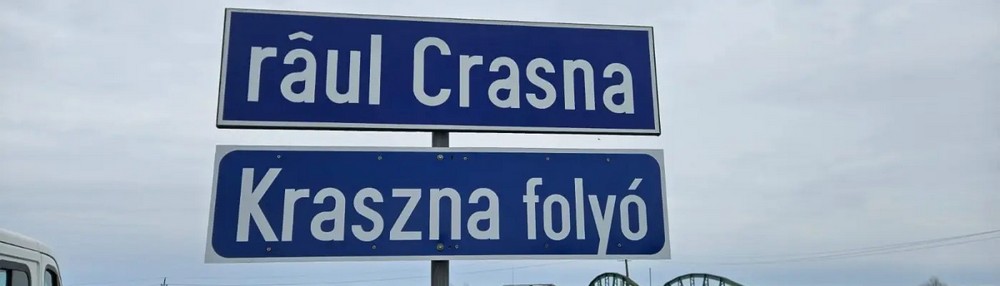 râul Crasna
Kraszna folyó